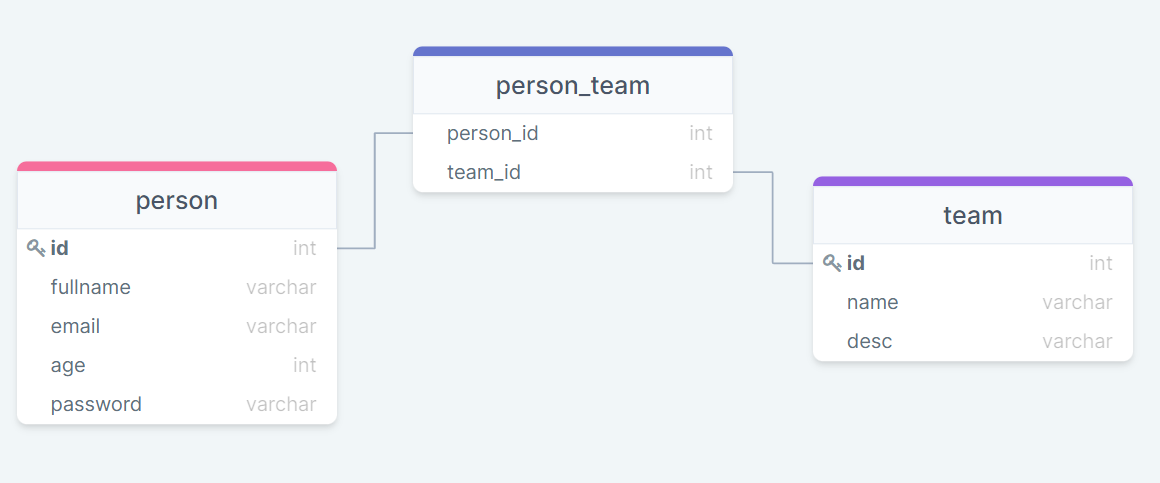 person_team
person_id int
team_id int
person
id int
fullname varchar
email varchar
age int
password varchar
team
id int
name varchar
desc varchar